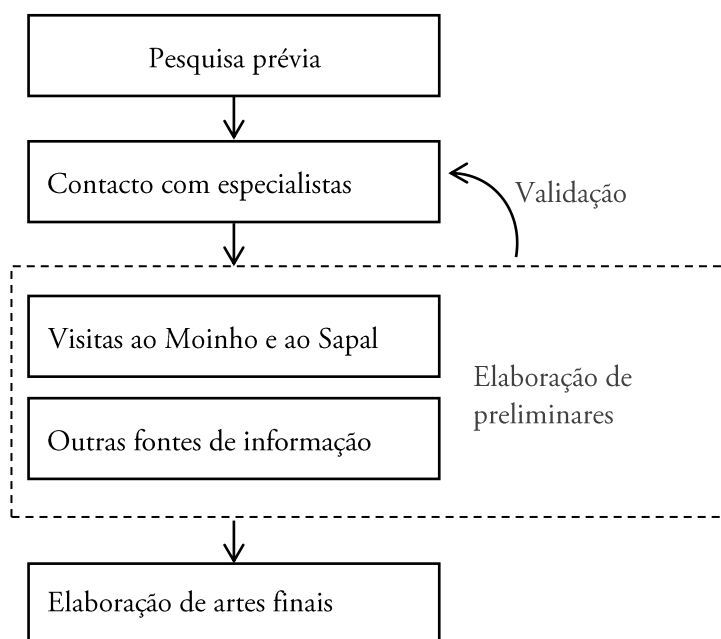 Pesquisa prévia
Contacto com especialistas
Validação
Visitas ao Moinho e ao Sapal
Elaboração de
preliminares
Outras fontes de informação
Elaboração de artes finais